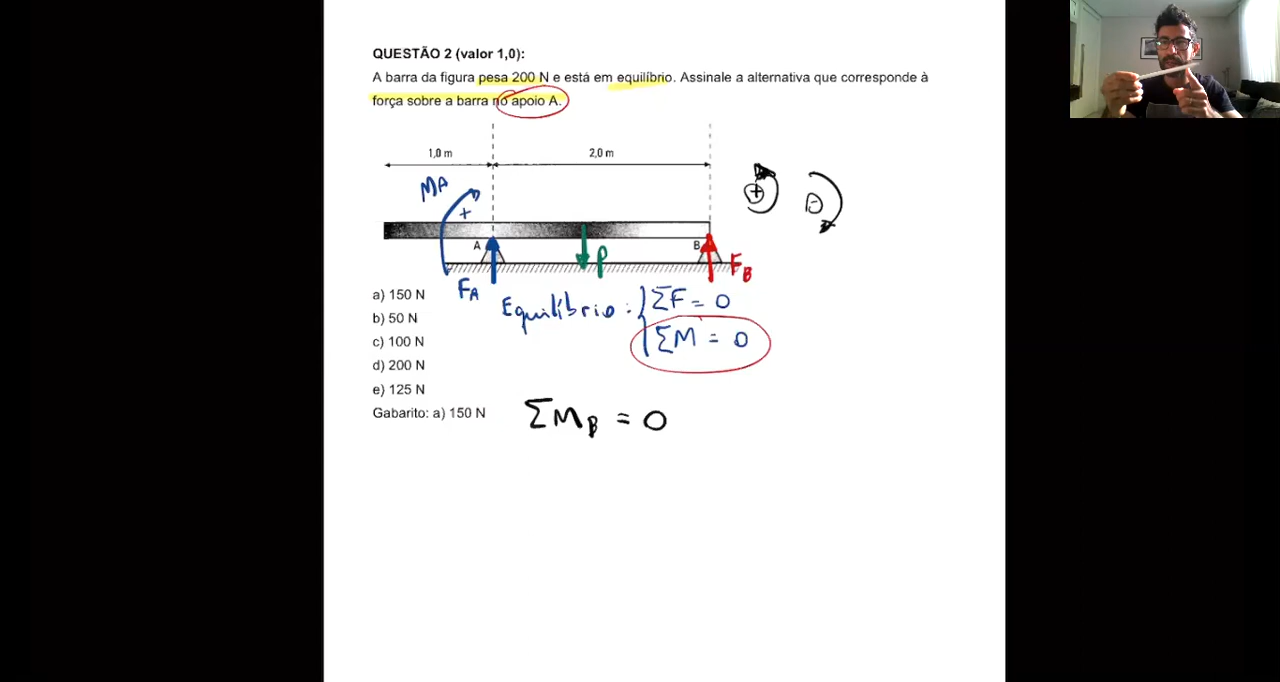 QUESTÃO 2 (valor 1,0):
A barra da figura pesa 200 N e está em equilíbrio. Assinale a alternativa que corresponde à
força sobre a barra no apoio A.
1,0 m 2,0 m
MA
+
+ -
A B
P
FA
FB
Equilíbrio: ΣF = 0
ΣM = 0
a) 150 N
b) 50 N
c) 100 N
d) 200 N
e) 125 N
Gabarito: a) 150 N
ΣMB = 0